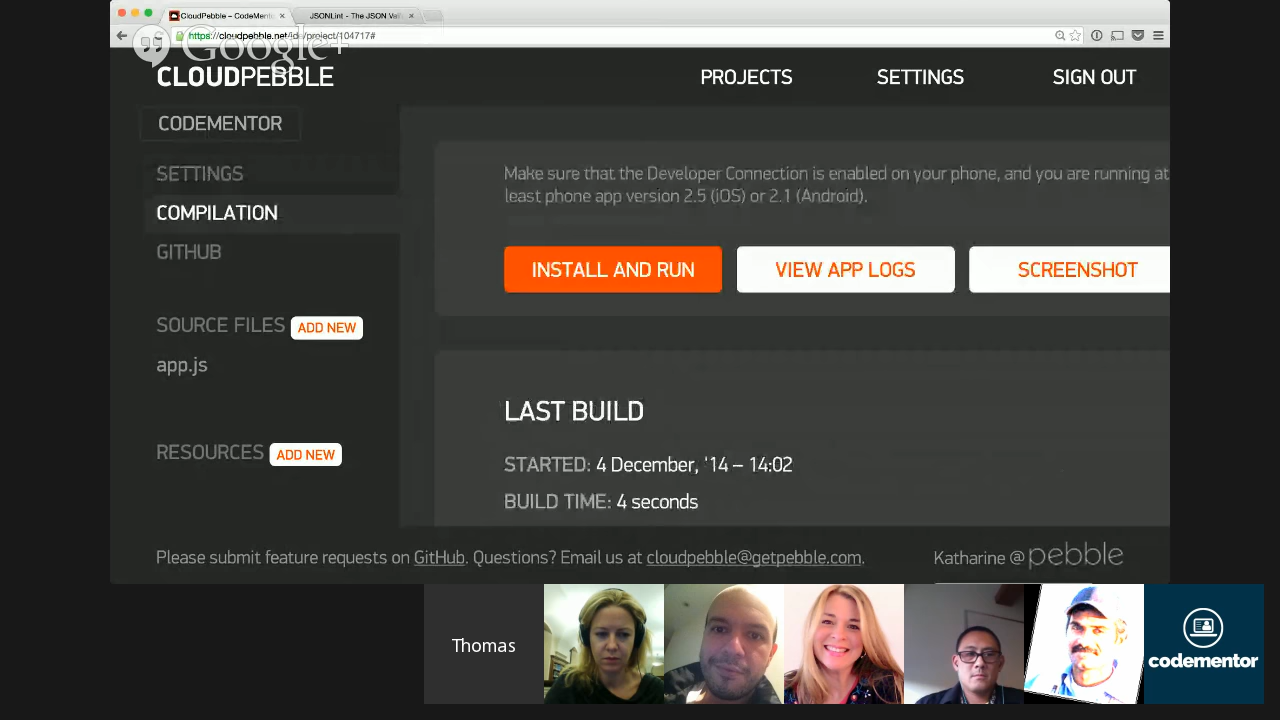 CloudPebble – CodeMento
JSONLint - The JSON Val
https://cloudpebble.net/ide/project/104717#
Google+
CLOUDPEBBLE
PROJECTS
SETTINGS
SIGN OUT
CODEMENTOR
SETTINGS
COMPILATION
GITHUB
SOURCE FILES ADD NEW
app.js
RESOURCES ADD NEW
Make sure that the Developer Connection is enabled on your phone, and you are running at
least phone app version 2.5 (iOS) or 2.1 (Android).
INSTALL AND RUN
VIEW APP LOGS
SCREENSHOT
LAST BUILD
STARTED: 4 December, '14 – 14:02
BUILD TIME: 4 seconds
Please submit feature requests on GitHub. Questions? Email us at cloudpebble@getpebble.com.
Katharine @ pebble
Thomas
codementor